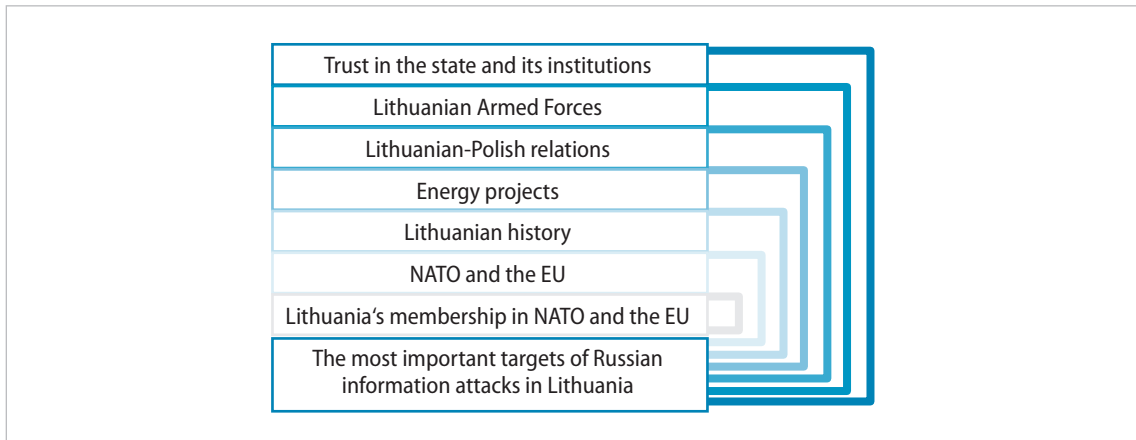 Trust in the state and its institutions
Lithuanian Armed Forces
Lithuanian-Polish relations
Energy projects
Lithuanian history
NATO and the EU
Lithuania‘s membership in NATO and the EU
The most important targets of Russian
information attacks in Lithuania